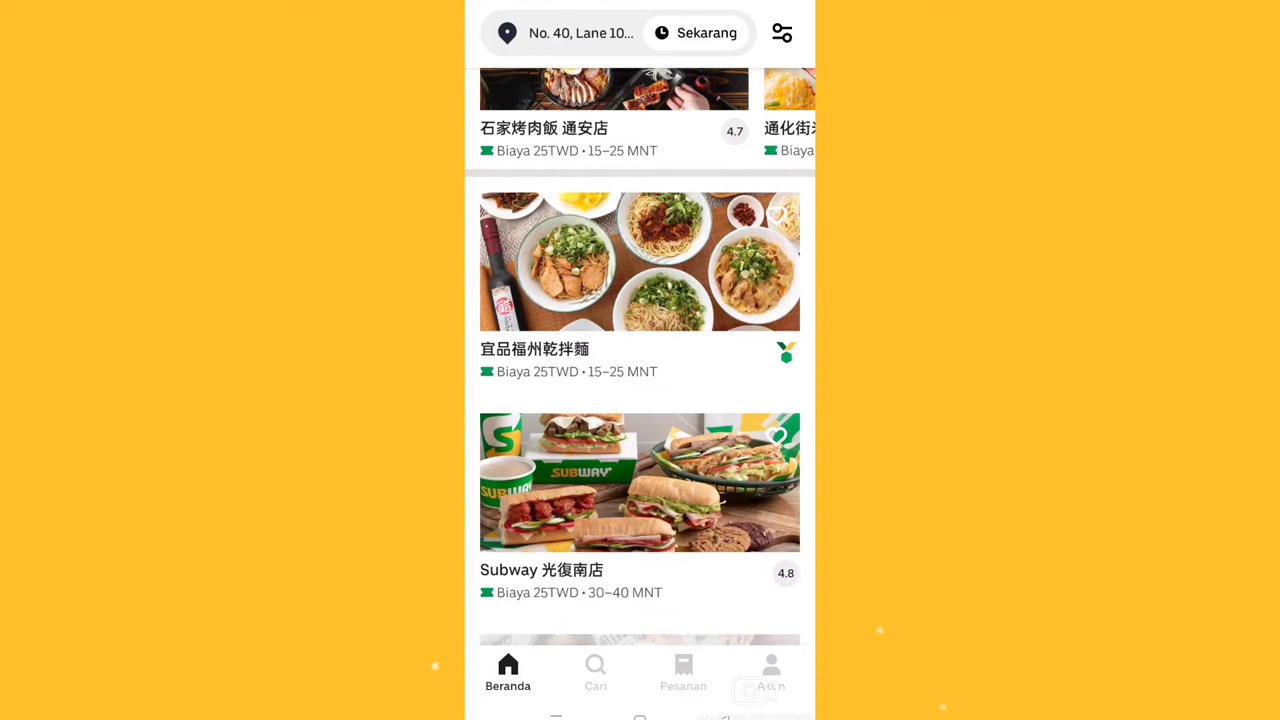 No. 40, Lane 10...
Sekarang
石家烤肉飯 通安店
4.7
Biaya 25TWD • 15–25 MNT
通化街
Biaya
宜品福州乾拌麵
Biaya 25TWD • 15–25 MNT
SUBWAY
SUBWAY
Subway 光復南店
4.8
Biaya 25TWD • 30–40 MNT
Beranda
Cari
Pesanan
Akun